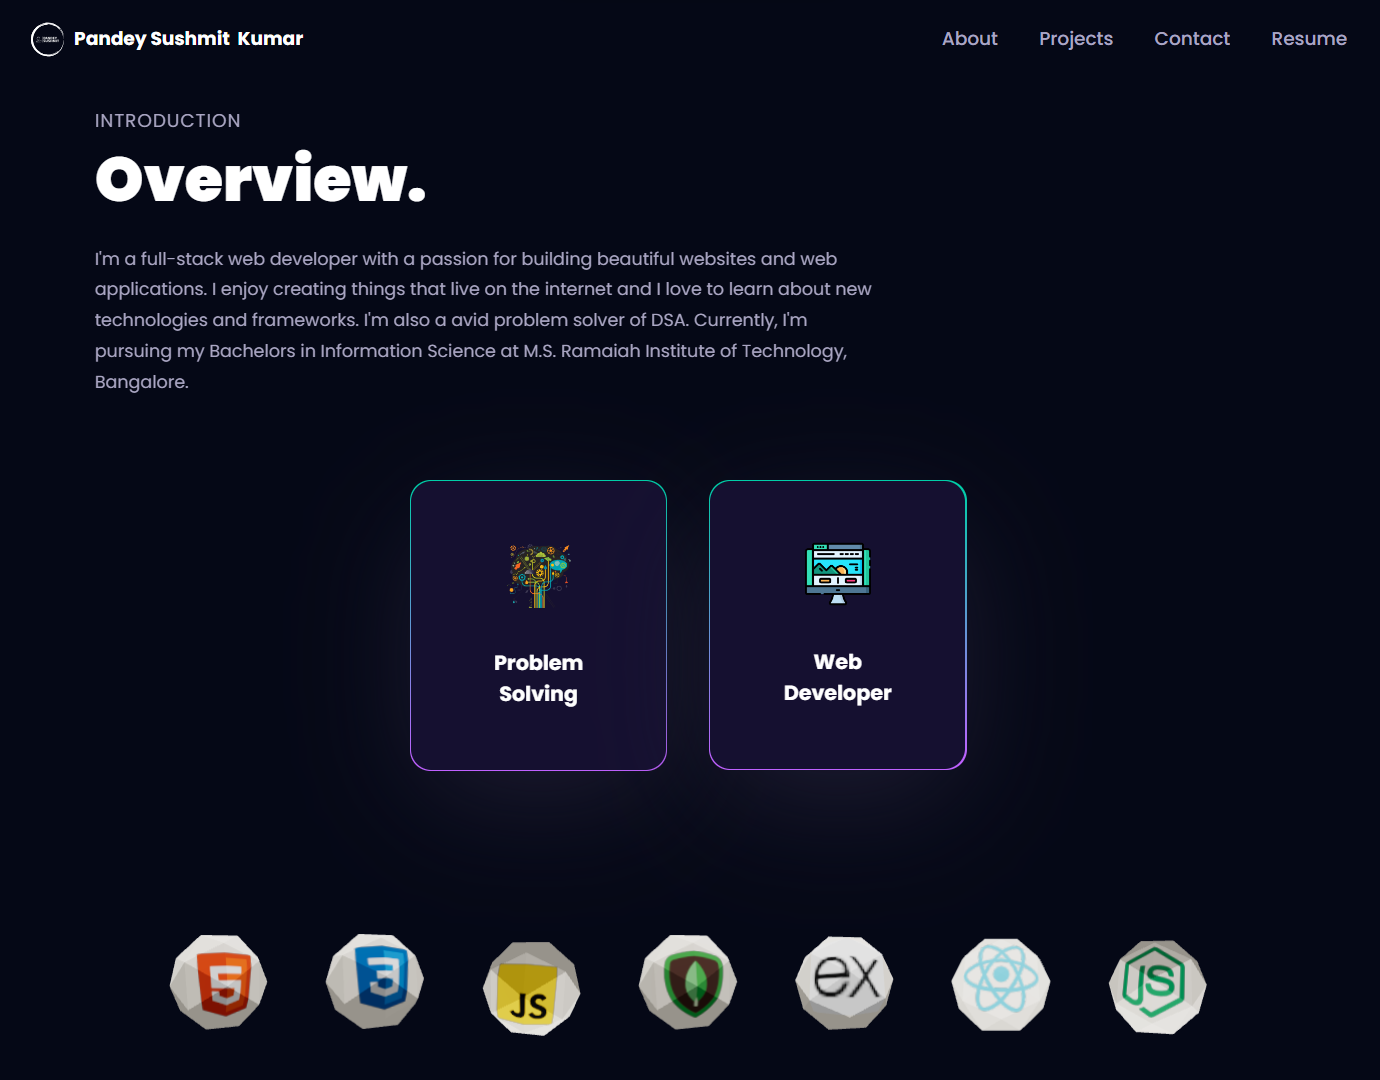 Pandey Sushmit Kumar
About Projects Contact Resume
INTRODUCTION
Overview.
I'm a full-stack web developer with a passion for building beautiful websites and web
applications. I enjoy creating things that live on the internet and I love to learn about new
technologies and frameworks. I'm also a avid problem solver of DSA. Currently, I'm
pursuing my Bachelors in Information Science at M.S. Ramaiah Institute of Technology,
Bangalore.
Problem
Solving
Web
Developer
5
3
JS
ex
JS